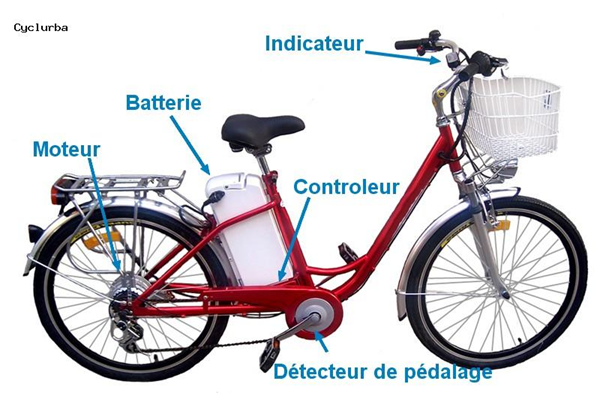 Cyclurba
Indicateur
Batterie
Moteur
Controleur
Détecteur de pédalage